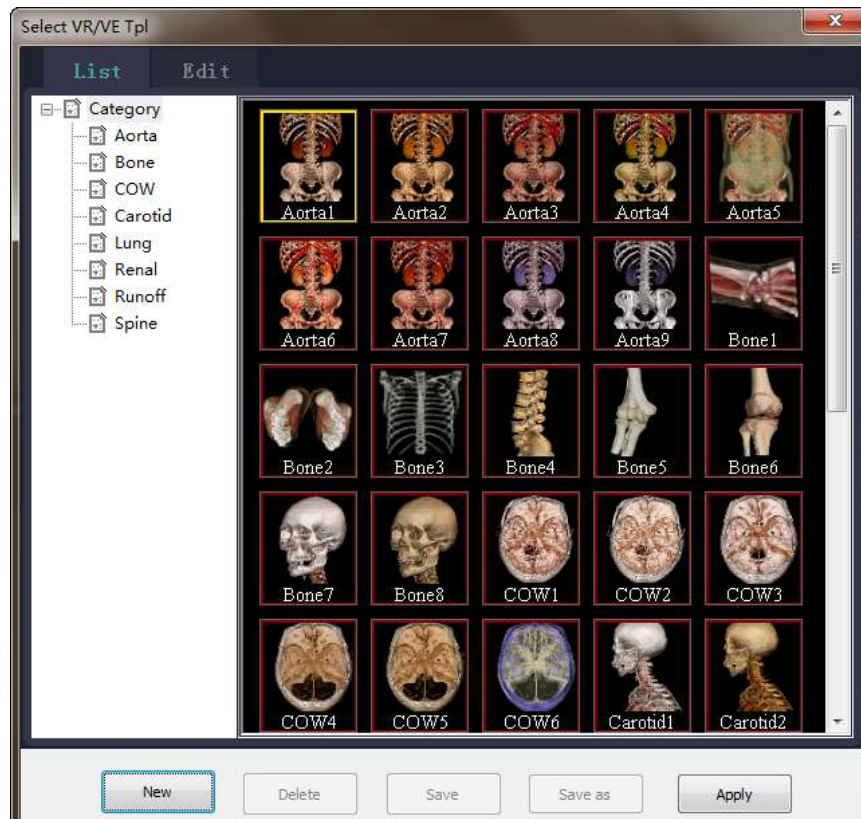 Select VR/VE Tpl
List Edit
Category
Aorta
Bone
COW
Carotid
Lung
Renal
Runoff
Spine
Aorta1 Aorta2 Aorta3 Aorta4 Aorta5
Aorta6 Aorta7 Aorta8 Aorta9 Bone1
Bone2 Bone3 Bone4 Bone5 Bone6
Bone7 Bone8 COW1 COW2 COW3
COW4 COW5 COW6 Carotid1 Carotid2
New Delete Save Save as Apply